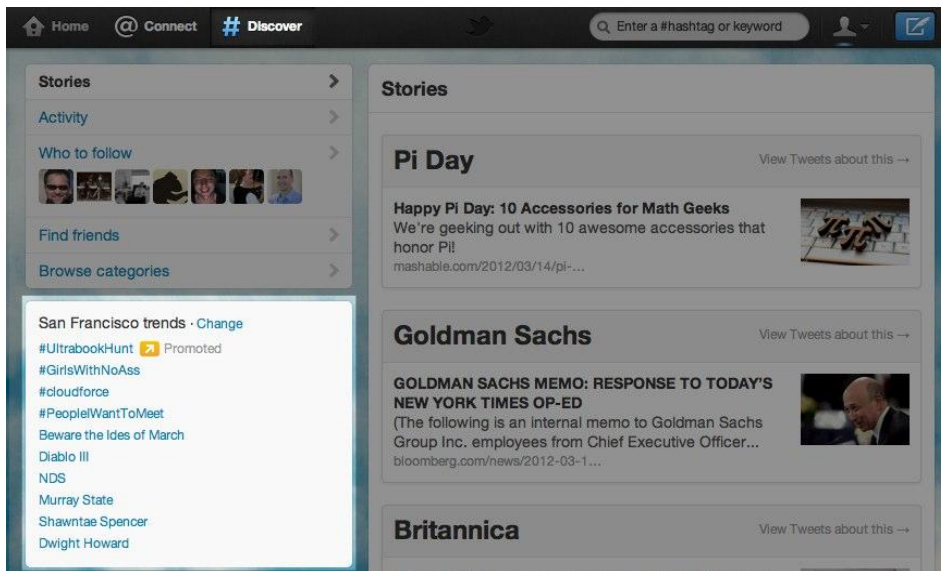 Home
@ Connect
# Discover
Enter a #hashtag or keyword
Stories
Activity
Who to follow
Find friends
Browse categories
San Francisco trends · Change
#UltrabookHunt Promoted
#GirlsWithNoAss
#cloudforce
#PeopleIWantToMeet
Beware the Ides of March
Diablo III
NDS
Murray State
Shawntae Spencer
Dwight Howard
Stories
Pi Day
View Tweets about this →
Happy Pi Day: 10 Accessories for Math Geeks
We're geeking out with 10 awesome accessories that
honor Pi!
mashable.com/2012/03/14/pi-...
Goldman Sachs
View Tweets about this →
GOLDMAN SACHS MEMO: RESPONSE TO TODAY'S
NEW YORK TIMES OP-ED
(The following is an internal memo to Goldman Sachs
Group Inc. employees from Chief Executive Officer...
bloomberg.com/news/2012-03-1...
Britannica
View Tweets about this →